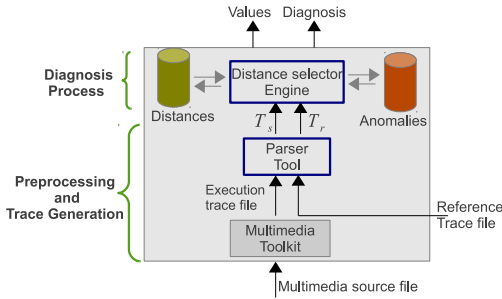 Values
Diagnosis
Diagnosis
Process
Distance selector
Engine
Distances
Anomalies
T_s
T_r
Parser
Tool
Preprocessing
and
Trace Generation
Execution
trace file
Reference
Trace file
Multimedia
Toolkit
Multimedia source file